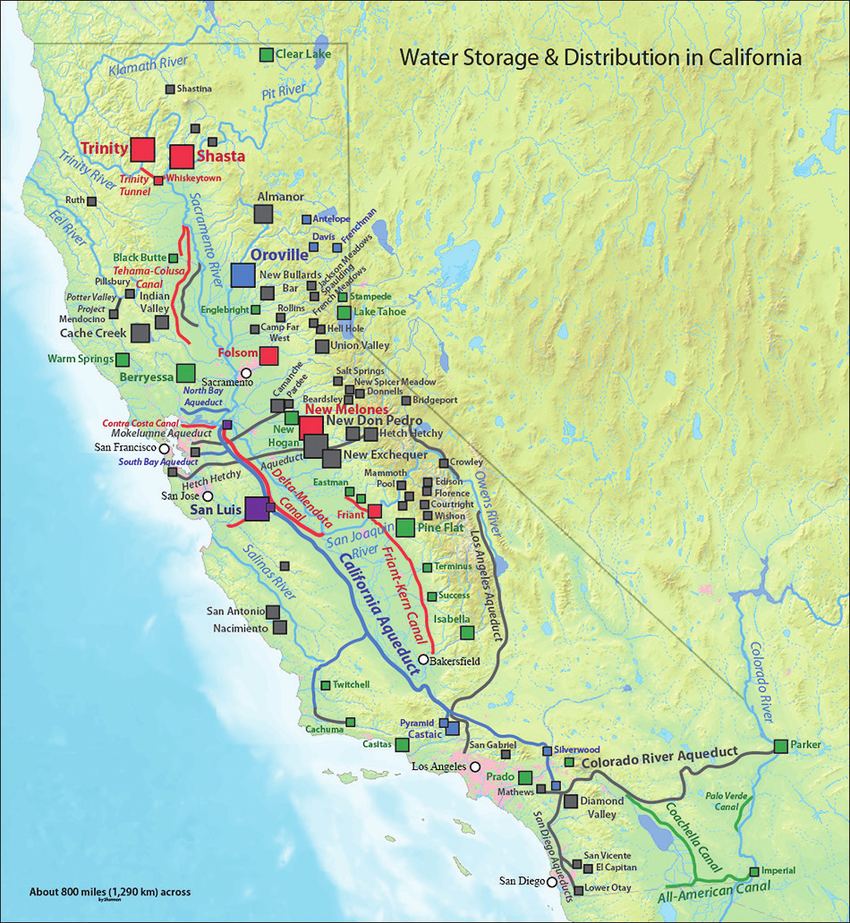 Water Storage & Distribution in California
Clear Lake
Klamath River
Shastina
Pit River
Trinity
Shasta
Trinity River
Trinity
Tunnel
Whiskeytown
Ruth
Eel River
Sacramento River
Almanor
Antelope
Davis
Frenchman
Oroville
Black Butte
Tehama-Colusa
Canal
Jackson Meadows
Spaulding
French Meadows
New Bullards
Bar
Pillsbury
Potter Valley
Project
Indian
Valley
Mendocino
Cache Creek
Englebright
Rollins
Stampede
Lake Tahoe
Camp Far
West
Hell Hole
Union Valley
Warm Springs
Folsom
Berryessa
Sacramento
North Bay
Aqueduct
Camanche
Pardee
Salt Springs
New Spicer Meadow
Donnells
Beardsley
Bridgeport
New Melones
New Don Pedro
New
Hogan
Hetch Hetchy
Contra Costa Canal
Mokelumne Aqueduct
San Francisco
South Bay Aqueduct
Hetch Hetchy
Aqueduct
New Exchequer
Crowley
Mammoth
Pool
Edison
Florence
Courtright
Wishon
Eastman
San Jose
San Luis
Delta-Mendota
Canal
Friant
Pine Flat
San Joaquin
River
Owens River
Los Angeles Aqueduct
Salinas River
California Aqueduct
Friant-Kern Canal
Terminus
Success
Isabella
San Antonio
Nacimiento
Bakersfield
Twitchell
Cachuma
Casitas
Pyramid
Castaic
San Gabriel
Silverwood
Colorado River
Colorado River Aqueduct
Parker
Los Angeles
Prado
Mathews
Diamond
Valley
Palo Verde
Canal
Coachella Canal
San Diego Aqueducts
San Vicente
El Capitan
San Diego
Lower Otay
Imperial
All-American Canal
About 800 miles (1,290 km) across
by Shannon